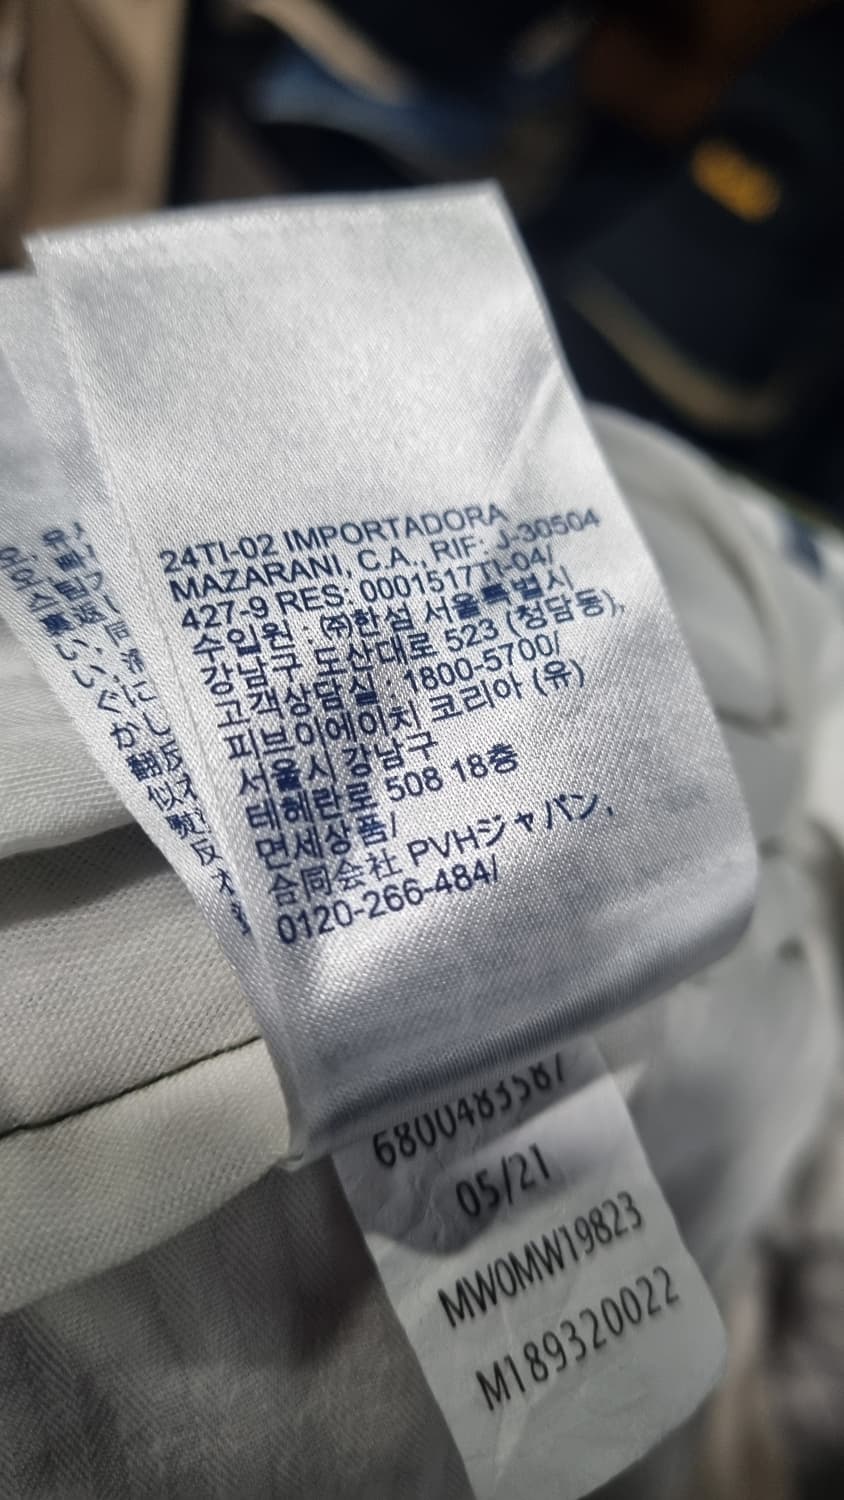 24TI-02 IMPORTADORA
MAZARANI, C.A., RIF: J-30504
427-9 RES: 0001517TI-04/
수입원 : ㈜한섬 서울특별시
강남구 도산대로 523 (청담동),
고객상담실 : 1800-5700/
피브이에이치 코리아 (유)
서울시 강남구
테헤란로 508 18층
면세상품/
合同会社 PVHジャパン,
0120-266-484/
6800483587
05/21
MW0MW19823
M189320022